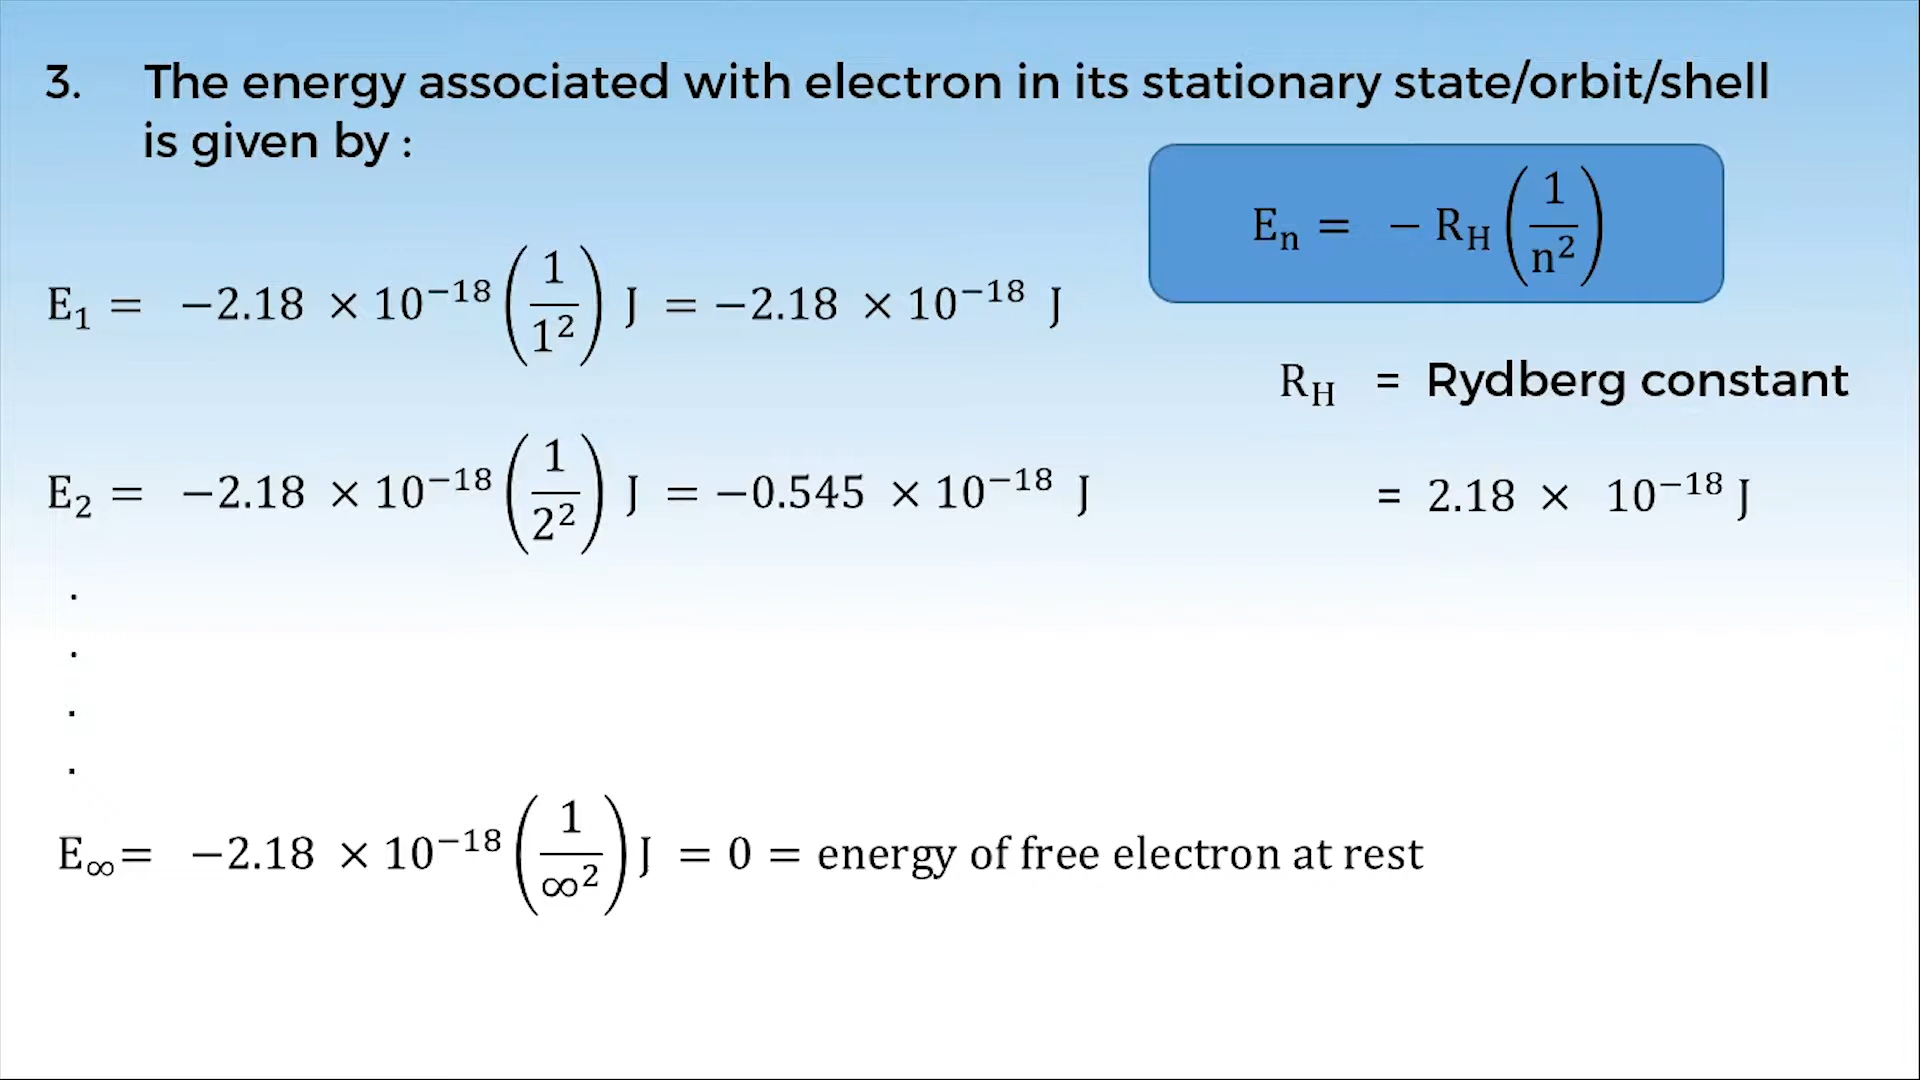 3. The energy associated with electron in its stationary state/orbit/shell
is given by :
Eₙ = − R_H (1/n²)
E₁ = −2.18 × 10⁻¹⁸ (1/1²) J = −2.18 × 10⁻¹⁸ J
R_H = Rydberg constant
E₂ = −2.18 × 10⁻¹⁸ (1/2²) J = −0.545 × 10⁻¹⁸ J
= 2.18 × 10⁻¹⁸ J
.
.
.
.
E∞= −2.18 × 10⁻¹⁸ (1/∞²) J = 0 = energy of free electron at rest